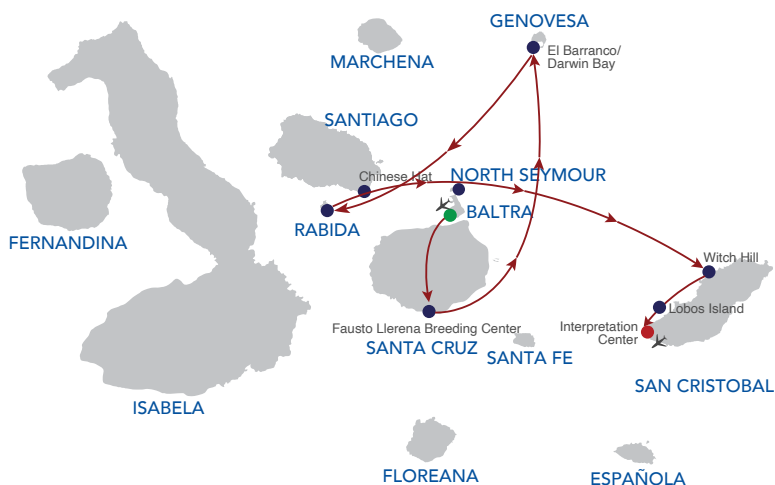 GENOVESA
El Barranco/
Darwin Bay
MARCHENA
SANTIAGO
Chinese Hat
NORTH SEYMOUR
BALTRA
RABIDA
FERNANDINA
Witch Hill
Lobos Island
Interpretation
Center
Fausto Llerena Breeding Center
SANTA CRUZ
SANTA FE
SAN CRISTOBAL
ISABELA
FLOREANA
ESPAÑOLA